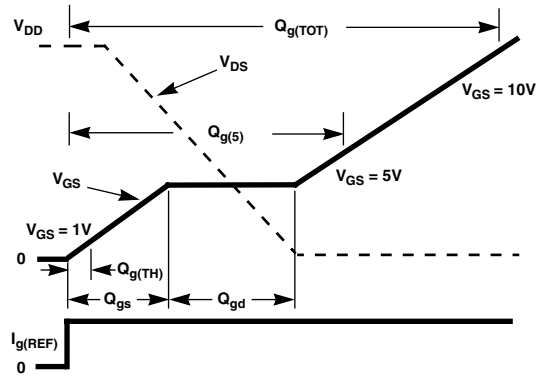 V_DD
Q_g(TOT)
V_DS
V_GS = 10V
Q_g(5)
V_GS
V_GS = 5V
V_GS = 1V
0
Q_g(TH)
Q_gs
Q_gd
I_g(REF)
0